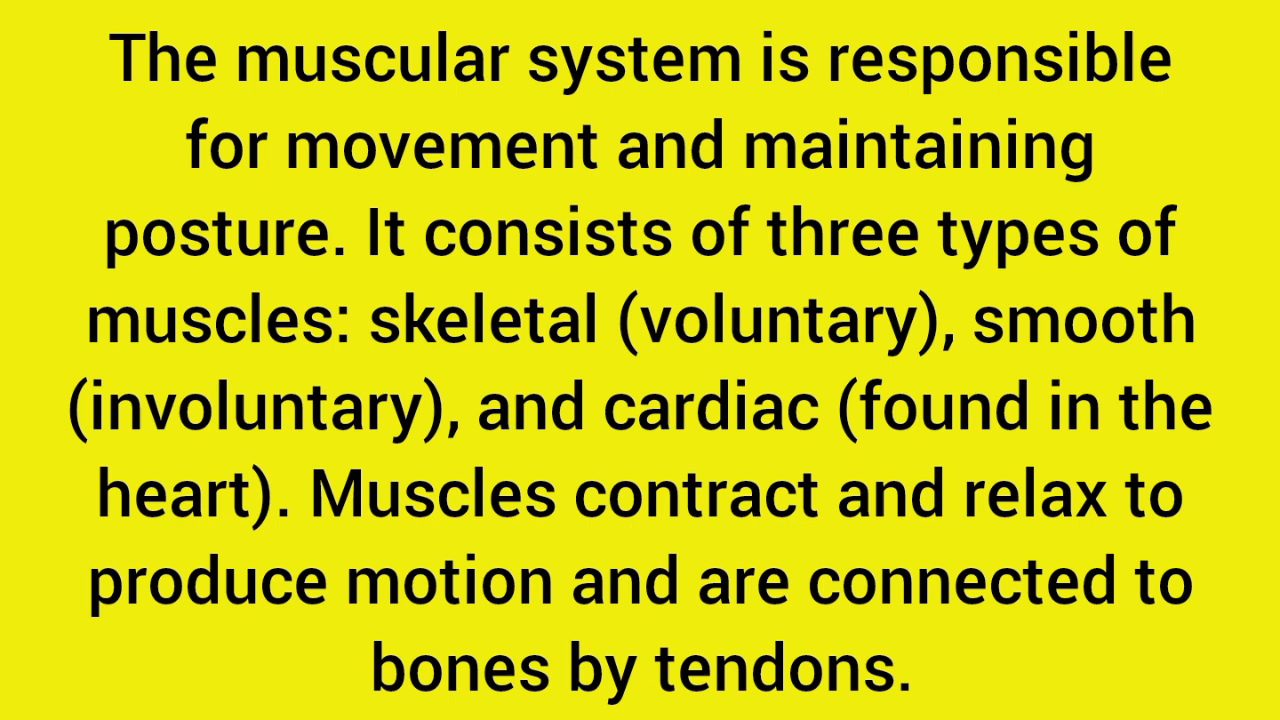 The muscular system is responsible
for movement and maintaining
posture. It consists of three types of
muscles: skeletal (voluntary), smooth
(involuntary), and cardiac (found in the
heart). Muscles contract and relax to
produce motion and are connected to
bones by tendons.